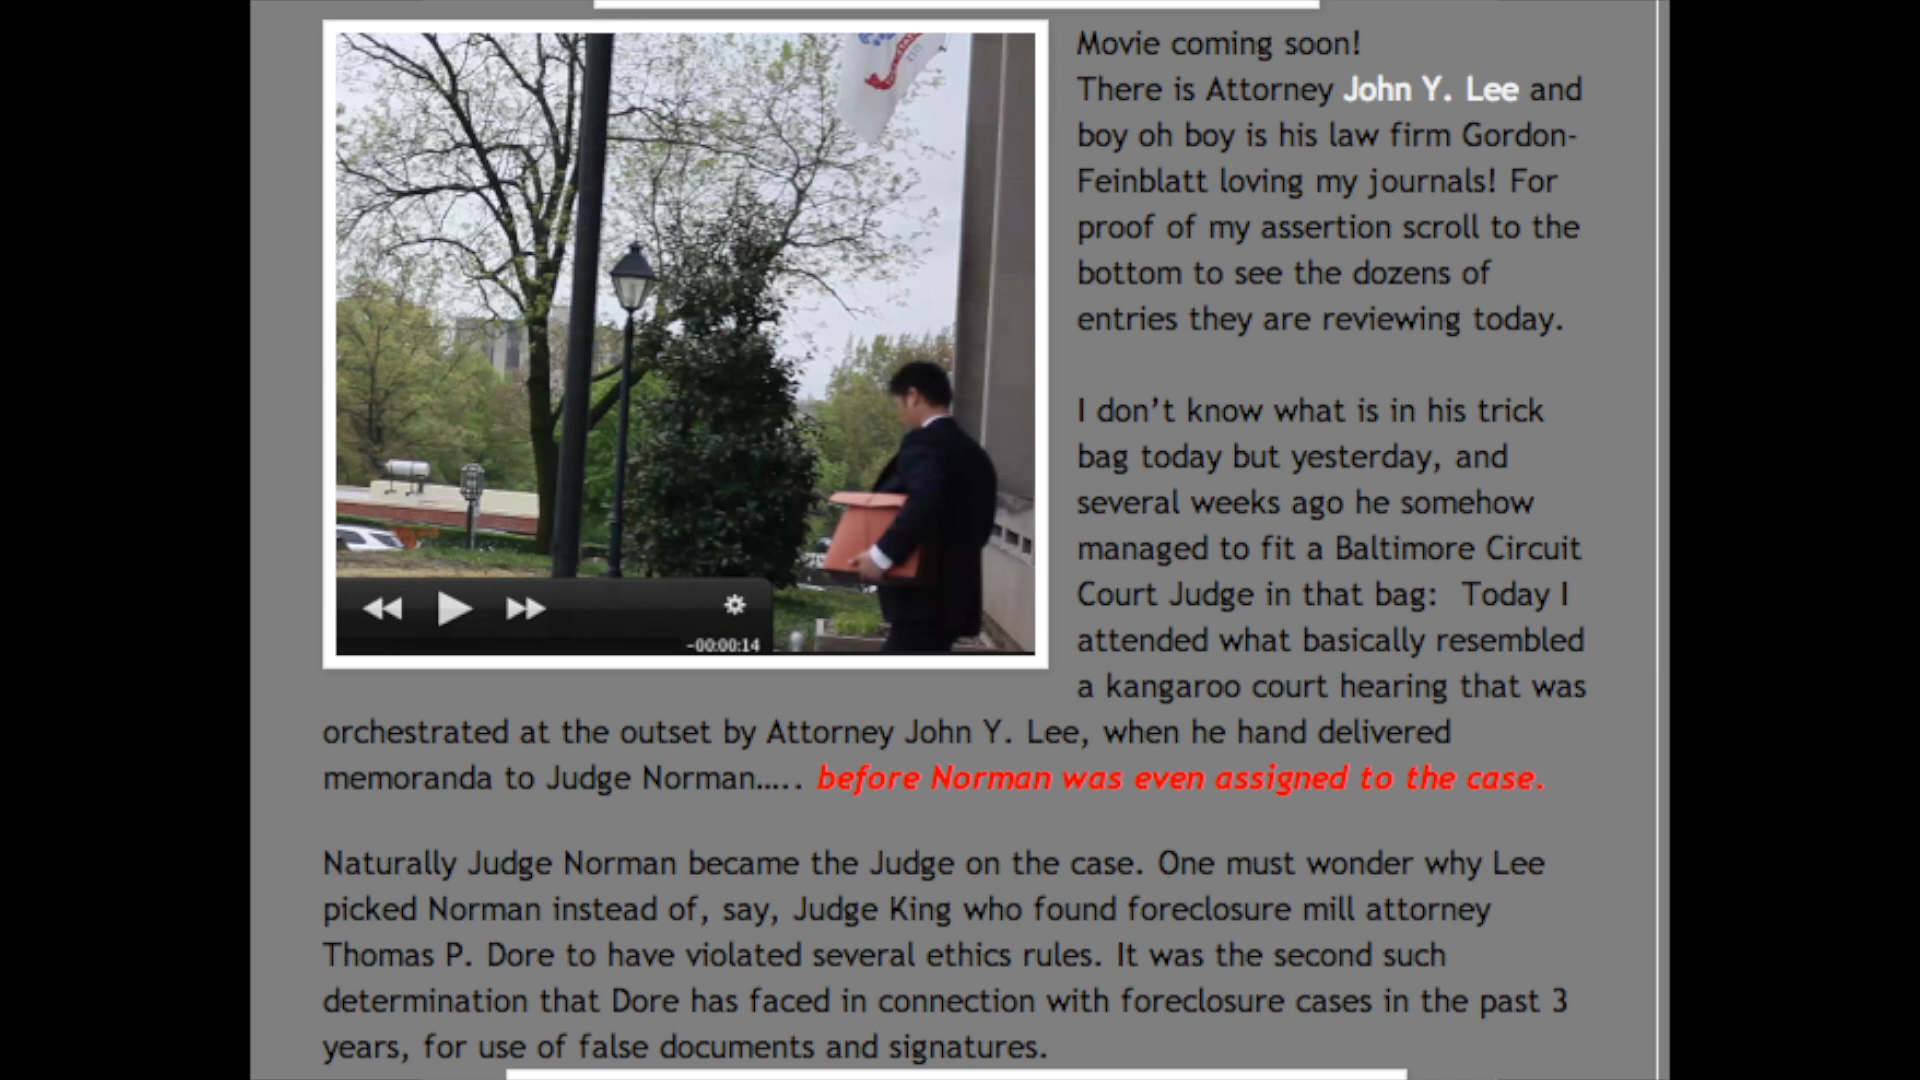 Movie coming soon!
There is Attorney John Y. Lee and
boy oh boy is his law firm Gordon-
Feinblatt loving my journals! For
proof of my assertion scroll to the
bottom to see the dozens of
entries they are reviewing today.
I don’t know what is in his trick
bag today but yesterday, and
several weeks ago he somehow
managed to fit a Baltimore Circuit
Court Judge in that bag:  Today I
attended what basically resembled
a kangaroo court hearing that was
-00:00:14
orchestrated at the outset by Attorney John Y. Lee, when he hand delivered
memoranda to Judge Norman….. before Norman was even assigned to the case.
Naturally Judge Norman became the Judge on the case. One must wonder why Lee
picked Norman instead of, say, Judge King who found foreclosure mill attorney
Thomas P. Dore to have violated several ethics rules. It was the second such
determination that Dore has faced in connection with foreclosure cases in the past 3
years, for use of false documents and signatures.